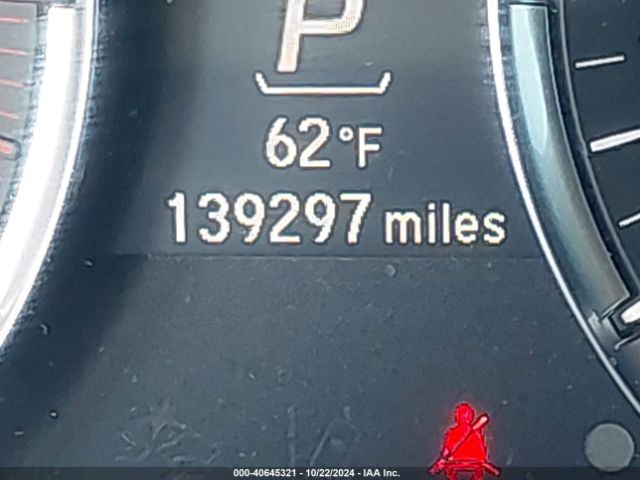 P
62°F
139297 miles
000-40645321 - 10/22/2024 - IAA Inc.